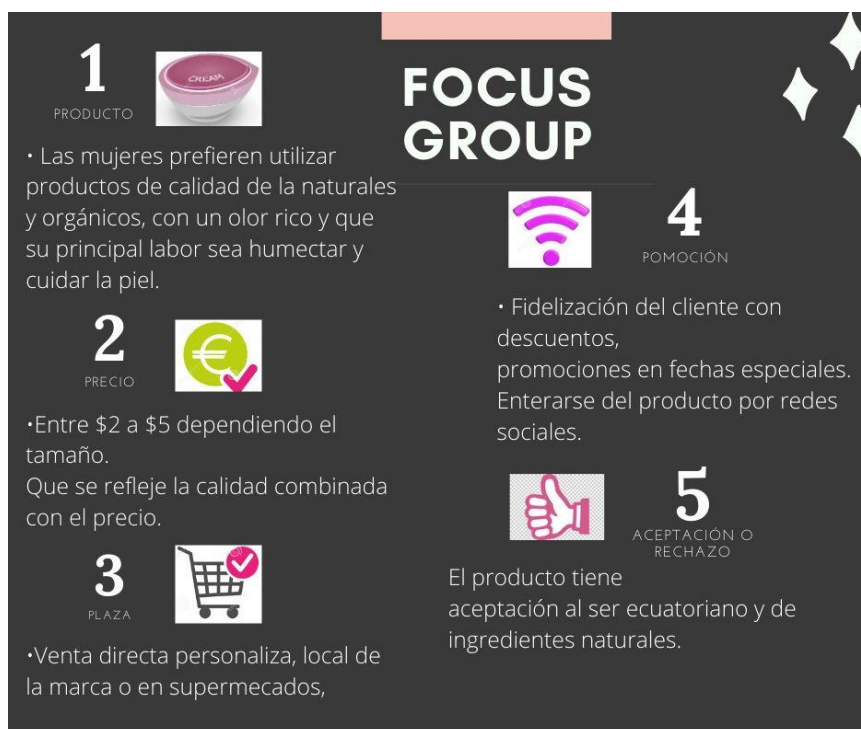 FOCUS
GROUP
1
PRODUCTO
CREAM
• Las mujeres prefieren utilizar
productos de calidad de la naturales
y orgánicos, con un olor rico y que
su principal labor sea humectar y
cuidar la piel.
2
PRECIO
€
•Entre $2 a $5 dependiendo el
tamaño.
Que se refleje la calidad combinada
con el precio.
3
PLAZA
•Venta directa personaliza, local de
la marca o en supermecados,
4
POMOCIÓN
• Fidelización del cliente con
descuentos,
promociones en fechas especiales.
Enterarse del producto por redes
sociales.
5
ACEPTACIÓN O
RECHAZO
El producto tiene
aceptación al ser ecuatoriano y de
ingredientes naturales.